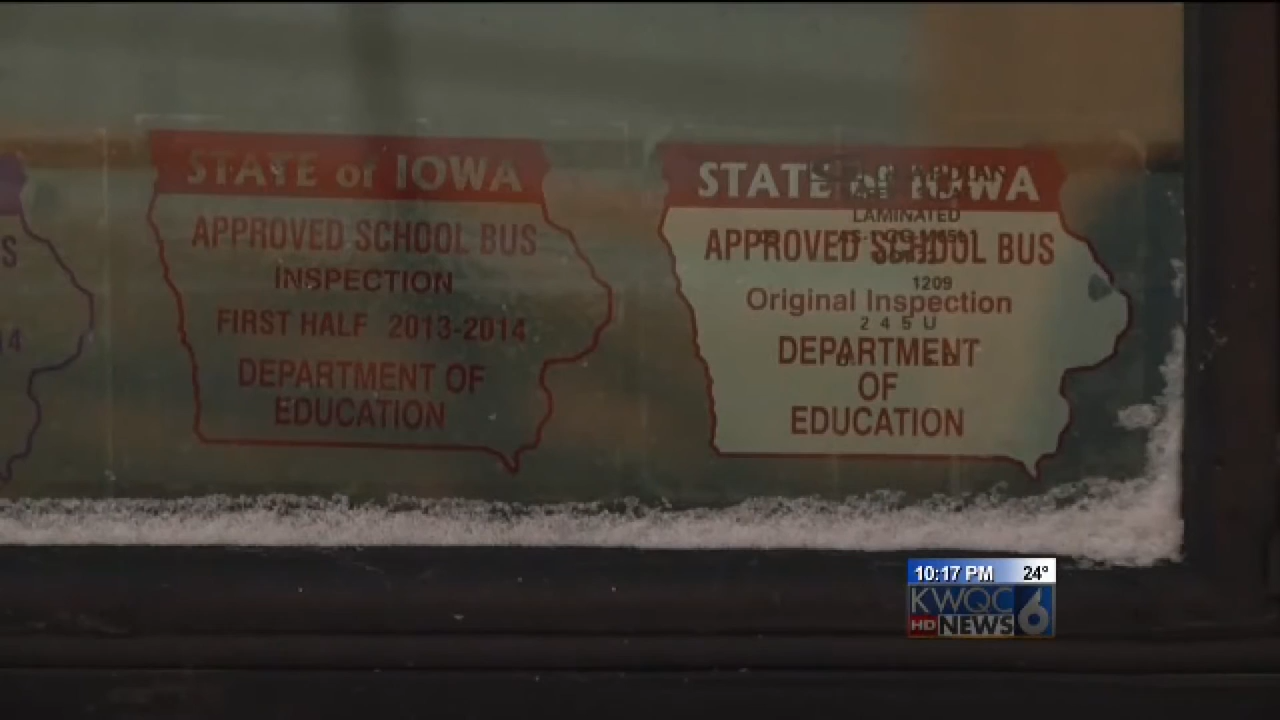 S
14
STATE of IOWA
APPROVED SCHOOL BUS
INSPECTION
FIRST HALF 2013-2014
DEPARTMENT OF
EDUCATION
STATE of IOWA
APPROVED SCHOOL BUS
Original Inspection
DEPARTMENT
OF
EDUCATION
LAMINATED
1209
245U
10:17 PM 24°
KWQC 6
HD NEWS